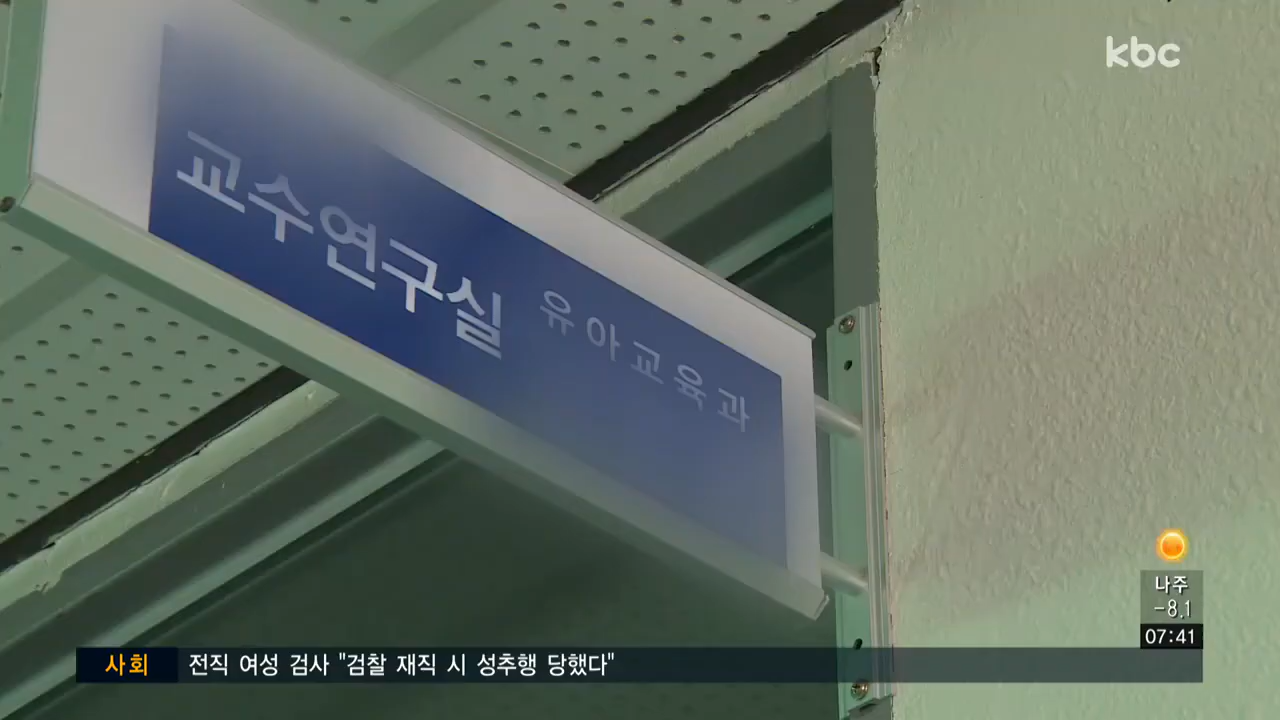 kbc
교수연구실
유아교육과
나주
-8.1
07:41
사회 전직 여성 검사 "검찰 재직 시 성추행 당했다"